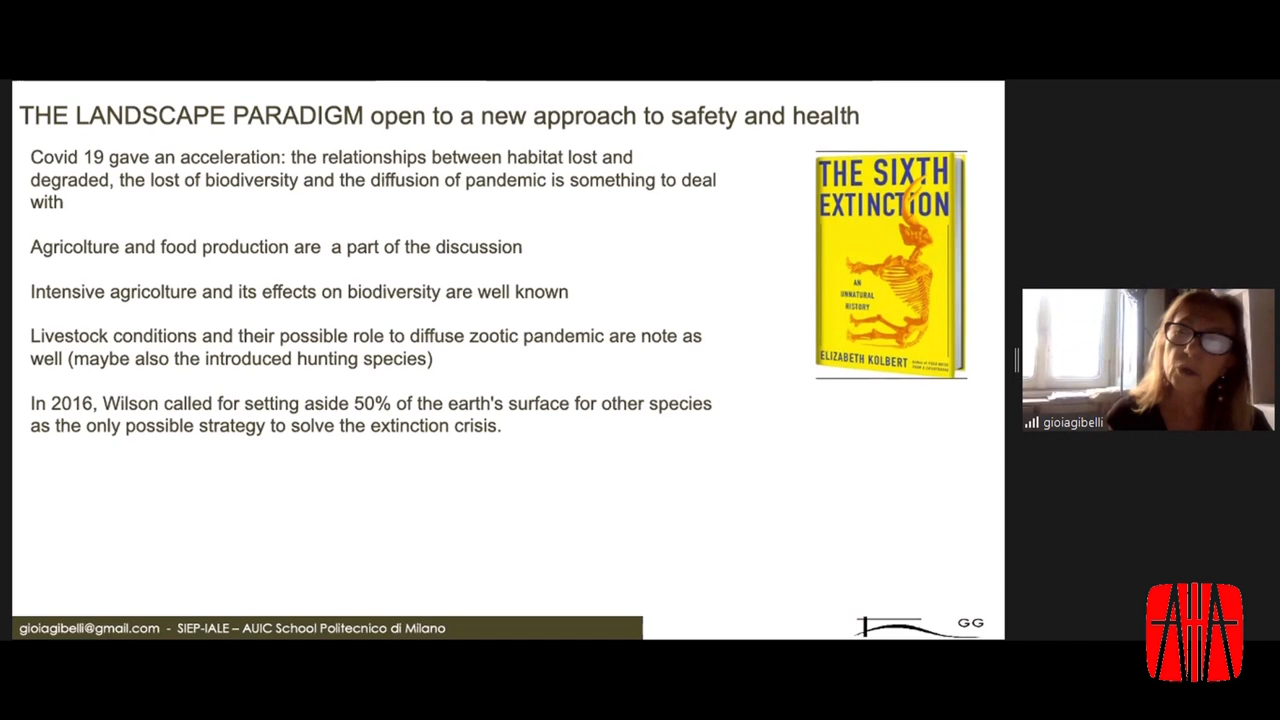 THE LANDSCAPE PARADIGM open to a new approach to safety and health
Covid 19 gave an acceleration: the relationships between habitat lost and
degraded, the lost of biodiversity and the diffusion of pandemic is something to deal
with
Agricolture and food production are  a part of the discussion
Intensive agricolture and its effects on biodiversity are well known
Livestock conditions and their possible role to diffuse zootic pandemic are note as
well (maybe also the introduced hunting species)
In 2016, Wilson called for setting aside 50% of the earth's surface for other species
as the only possible strategy to solve the extinction crisis.
THE SIXTH
EXTINCTION
AN
UNNATURAL
HISTORY
ELIZABETH KOLBERT
gioiagibelli
gioiagibelli@gmail.com - SIEP-IALE – AUIC School Politecnico di Milano
GG